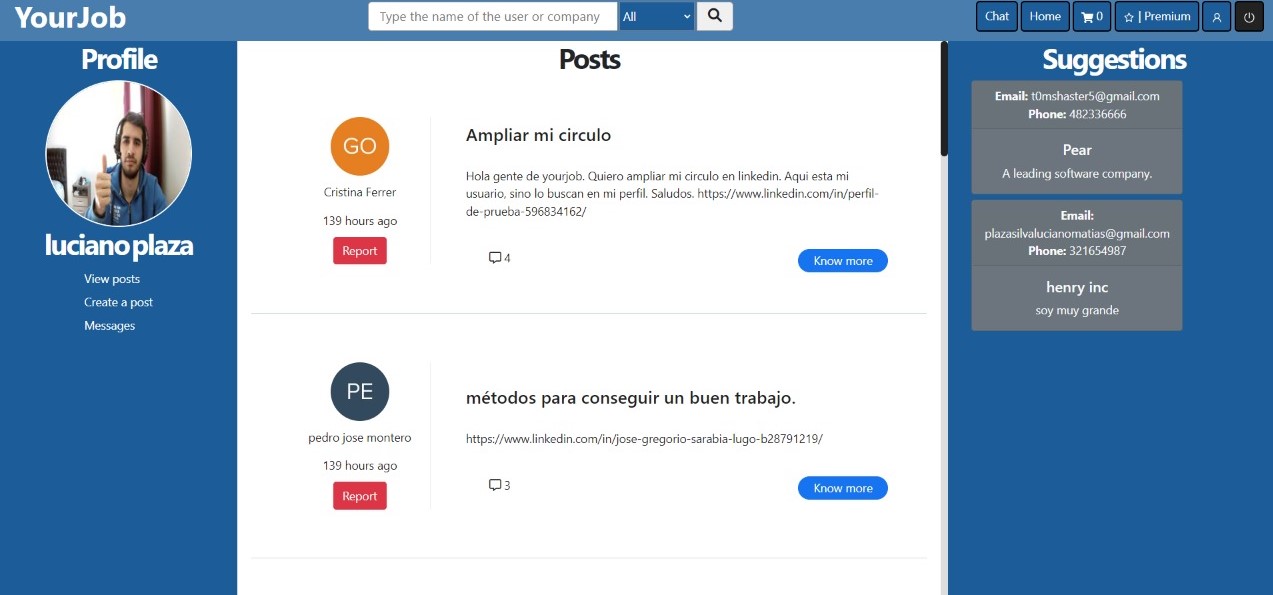 YourJob
Type the name of the user or company
All
Chat
Home
0
| Premium
Profile
luciano plaza
View posts
Create a post
Messages
Posts
GO
Cristina Ferrer
139 hours ago
Report
Ampliar mi circulo
Hola gente de yourjob. Quiero ampliar mi circulo en linkedin. Aqui esta mi
usuario, sino lo buscan en mi perfil. Saludos. https://www.linkedin.com/in/perfil-
de-prueba-596834162/
4
Know more
PE
pedro jose montero
139 hours ago
Report
métodos para conseguir un buen trabajo.
https://www.linkedin.com/in/jose-gregorio-sarabia-lugo-b28791219/
3
Know more
Suggestions
Email: t0mshaster5@gmail.com
Phone: 482336666
Pear
A leading software company.
Email:
plazasilvalucianomatias@gmail.com
Phone: 321654987
henry inc
soy muy grande